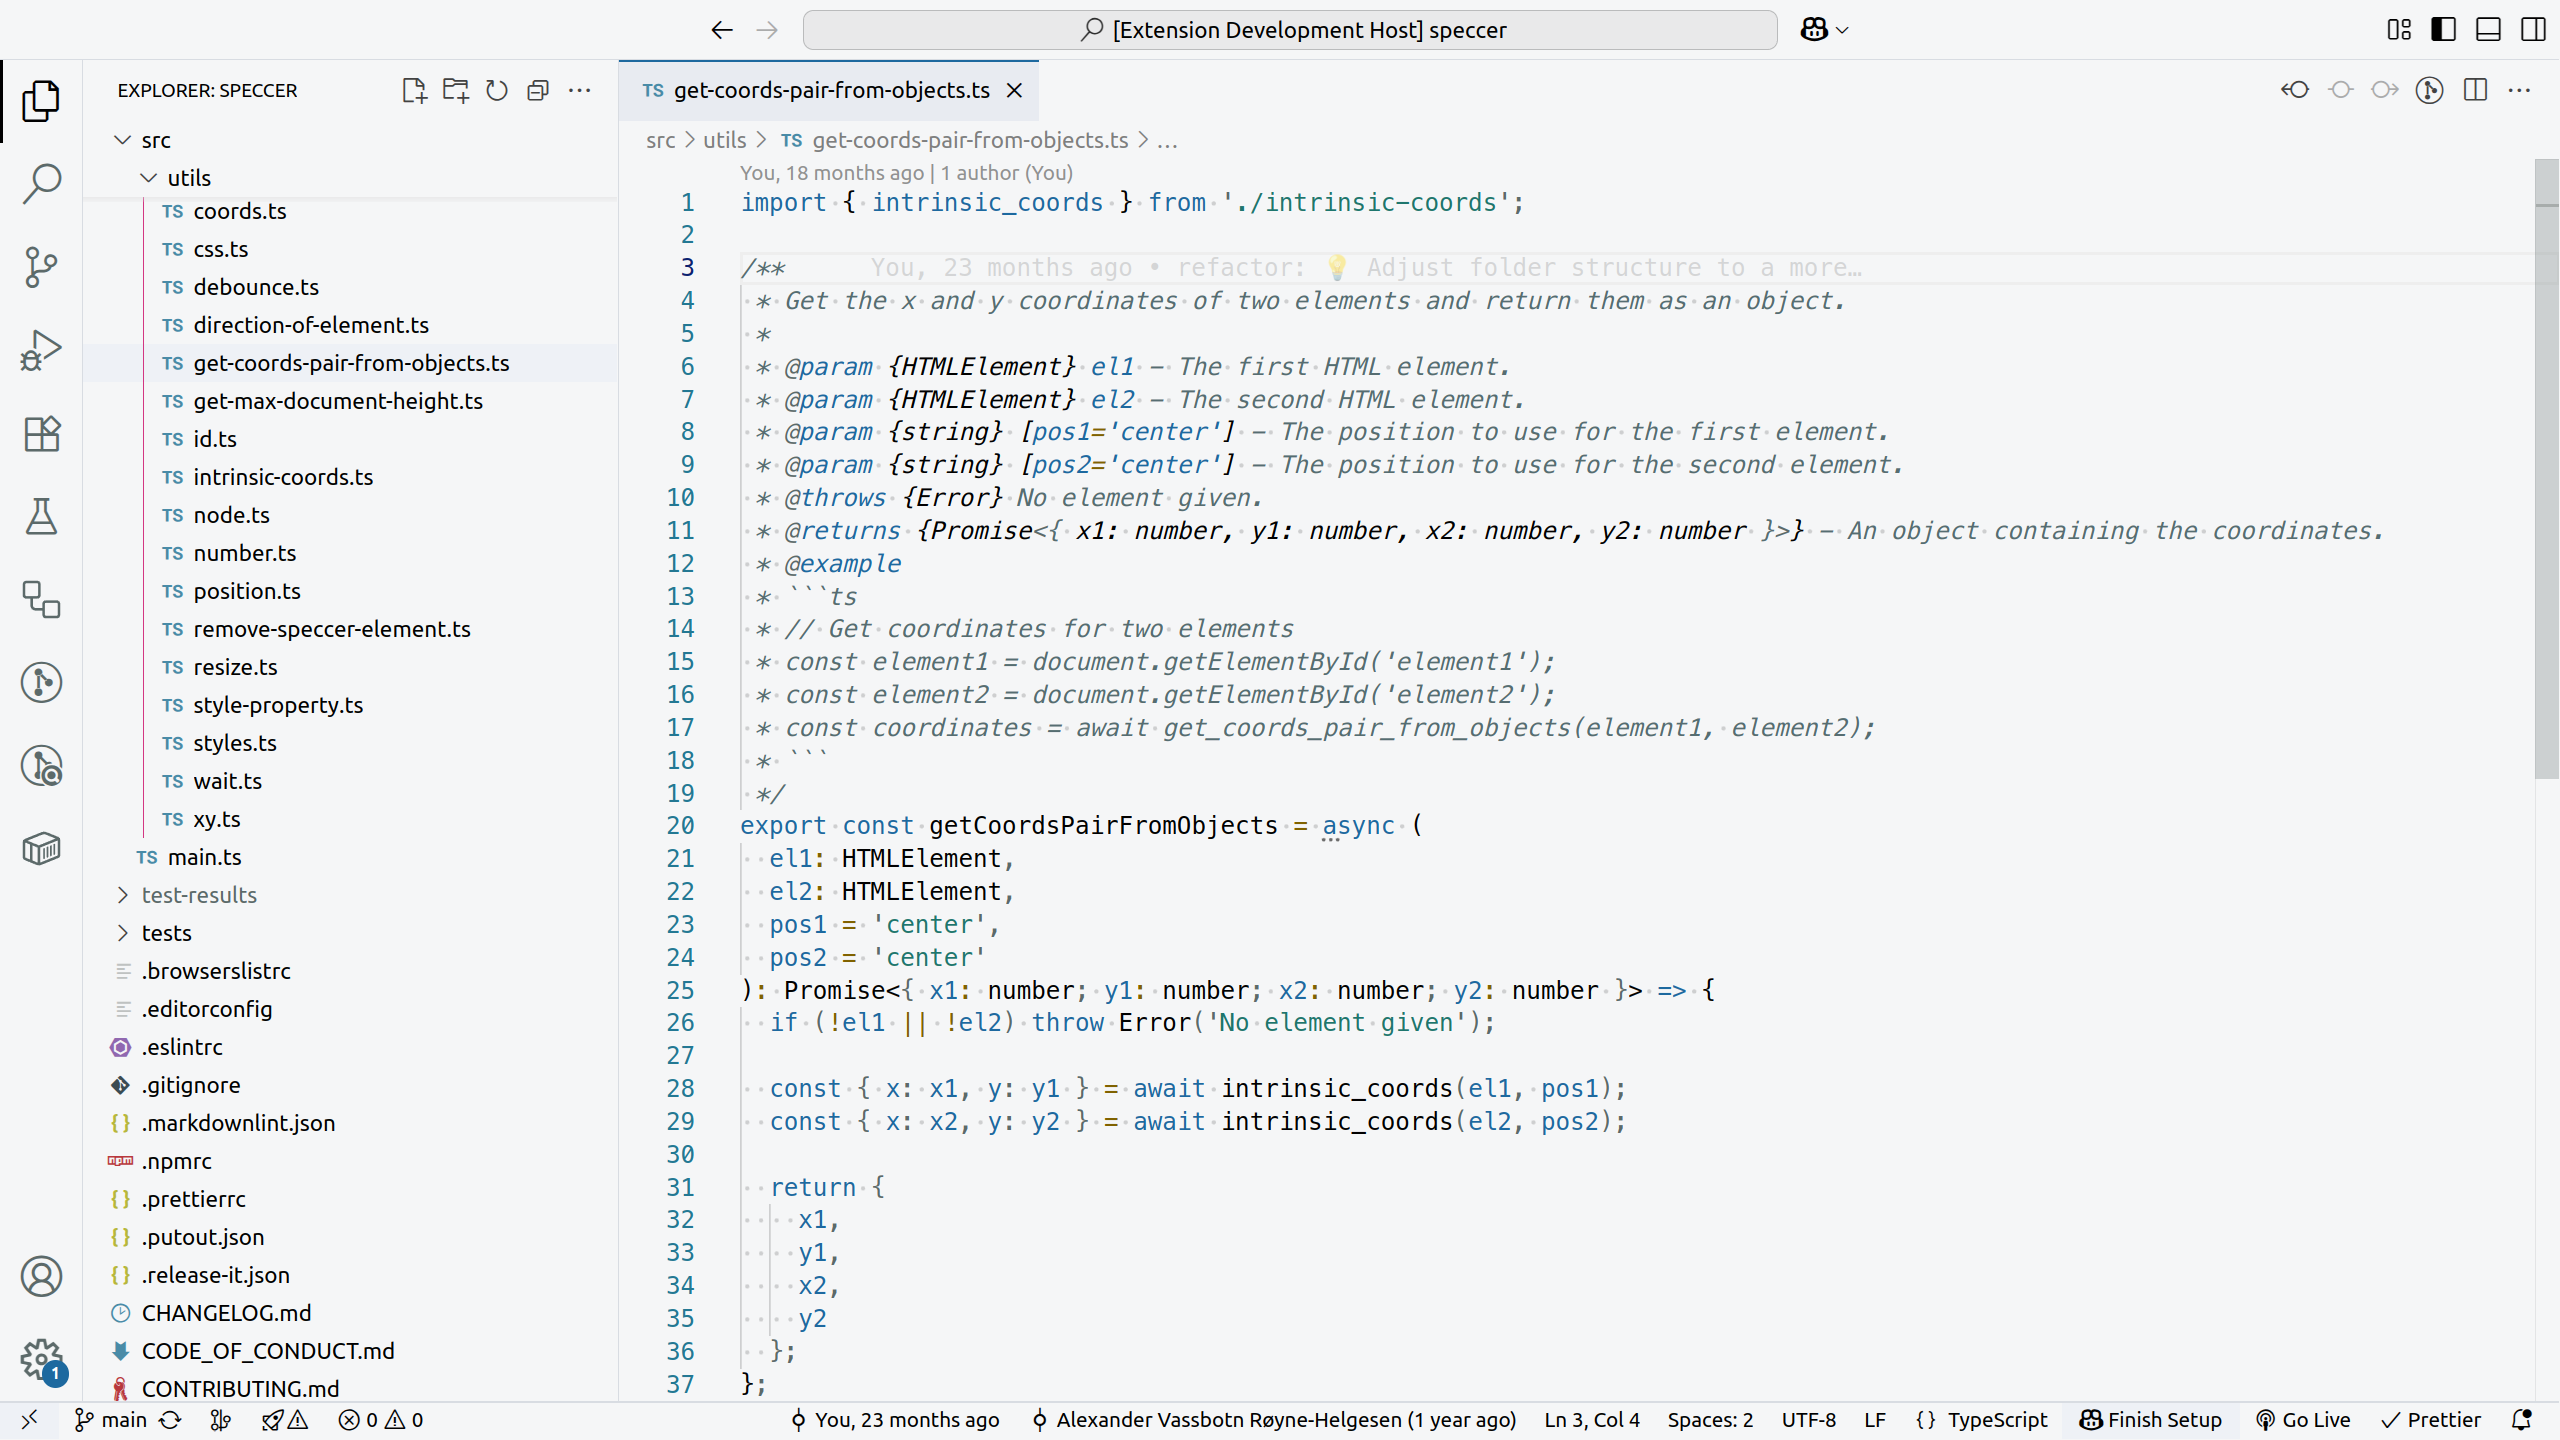 [Extension Development Host] speccer
EXPLORER: SPECCER
src
utils
TS coords.ts
TS css.ts
TS debounce.ts
TS direction-of-element.ts
TS get-coords-pair-from-objects.ts
TS get-max-document-height.ts
TS id.ts
TS intrinsic-coords.ts
TS node.ts
TS number.ts
TS position.ts
TS remove-speccer-element.ts
TS resize.ts
TS style-property.ts
TS styles.ts
TS wait.ts
TS xy.ts
TS main.ts
test-results
tests
.browserslistrc
.editorconfig
.eslintrc
.gitignore
{} .markdownlint.json
.npmrc
{} .prettierrc
{} .putout.json
{} .release-it.json
CHANGELOG.md
CODE_OF_CONDUCT.md
CONTRIBUTING.md
1
TS get-coords-pair-from-objects.ts
src > utils > TS get-coords-pair-from-objects.ts > ...
You, 18 months ago | 1 author (You)
1 import { intrinsic_coords } from './intrinsic-coords';
2
3 /** You, 23 months ago • refactor: 💡 Adjust folder structure to a more…
4 * Get the x and y coordinates of two elements and return them as an object.
5 *
6 * @param {HTMLElement} el1 - The first HTML element.
7 * @param {HTMLElement} el2 - The second HTML element.
8 * @param {string} [pos1='center'] - The position to use for the first element.
9 * @param {string} [pos2='center'] - The position to use for the second element.
10 * @throws {Error} No element given.
11 * @returns {Promise<{ x1: number, y1: number, x2: number, y2: number }>} - An object containing the coordinates.
12 * @example
13 * ```ts
14 * // Get coordinates for two elements
15 * const element1 = document.getElementById('element1');
16 * const element2 = document.getElementById('element2');
17 * const coordinates = await get_coords_pair_from_objects(element1, element2);
18 * ```
19 */
20 export const getCoordsPairFromObjects = async (
21 el1: HTMLElement,
22 el2: HTMLElement,
23 pos1 = 'center',
24 pos2 = 'center'
25 ): Promise<{ x1: number; y1: number; x2: number; y2: number }> => {
26 if (!el1 || !el2) throw Error('No element given');
27
28 const { x: x1, y: y1 } = await intrinsic_coords(el1, pos1);
29 const { x: x2, y: y2 } = await intrinsic_coords(el2, pos2);
30
31 return {
32 x1,
33 y1,
34 x2,
35 y2
36 };
37 };
main 0 0 You, 23 months ago Alexander Vassbotn Røyne-Helgesen (1 year ago) Ln 3, Col 4 Spaces: 2 UTF-8 LF {} TypeScript Finish Setup Go Live Prettier